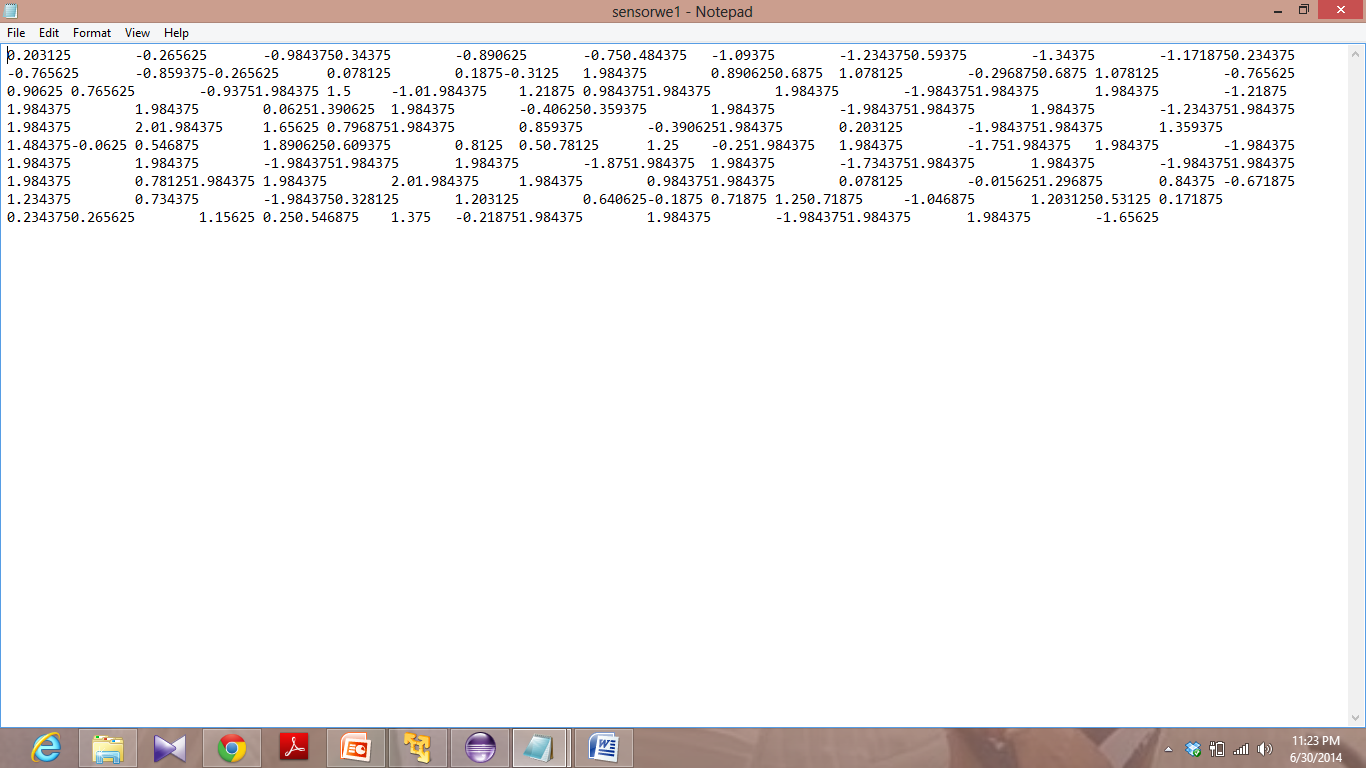 sensorwe1 - Notepad
File Edit Format View Help
0.203125 -0.265625 -0.9843750.34375 -0.890625 -0.750.484375 -1.09375 -1.2343750.59375 -1.34375 -1.1718750.234375
-0.765625 -0.859375-0.265625 0.078125 0.1875-0.3125 1.984375 0.8906250.6875 1.078125 -0.2968750.6875 1.078125 -0.765625
0.90625 0.765625 -0.93751.984375 1.5 -1.01.984375 1.21875 0.9843751.984375 1.984375 -1.9843751.984375 1.984375 -1.21875
1.984375 1.984375 0.06251.390625 1.984375 -0.406250.359375 1.984375 -1.9843751.984375 1.984375 -1.2343751.984375
1.984375 2.01.984375 1.65625 0.7968751.984375 0.859375 -0.3906251.984375 0.203125 -1.9843751.984375 1.359375
1.484375-0.0625 0.546875 1.8906250.609375 0.8125 0.50.78125 1.25 -0.251.984375 1.984375 -1.751.984375 1.984375 -1.984375
1.984375 1.984375 -1.9843751.984375 1.984375 -1.8751.984375 1.984375 -1.7343751.984375 1.984375 -1.9843751.984375
1.984375 0.781251.984375 1.984375 2.01.984375 1.984375 0.9843751.984375 0.078125 -0.0156251.296875 0.84375 -0.671875
1.234375 0.734375 -1.9843750.328125 1.203125 0.640625-0.1875 0.71875 1.250.71875 -1.046875 1.2031250.53125 0.171875
0.2343750.265625 1.15625 0.250.546875 1.375 -0.218751.984375 1.984375 -1.9843751.984375 1.984375 -1.65625
11:23 PM
6/30/2014